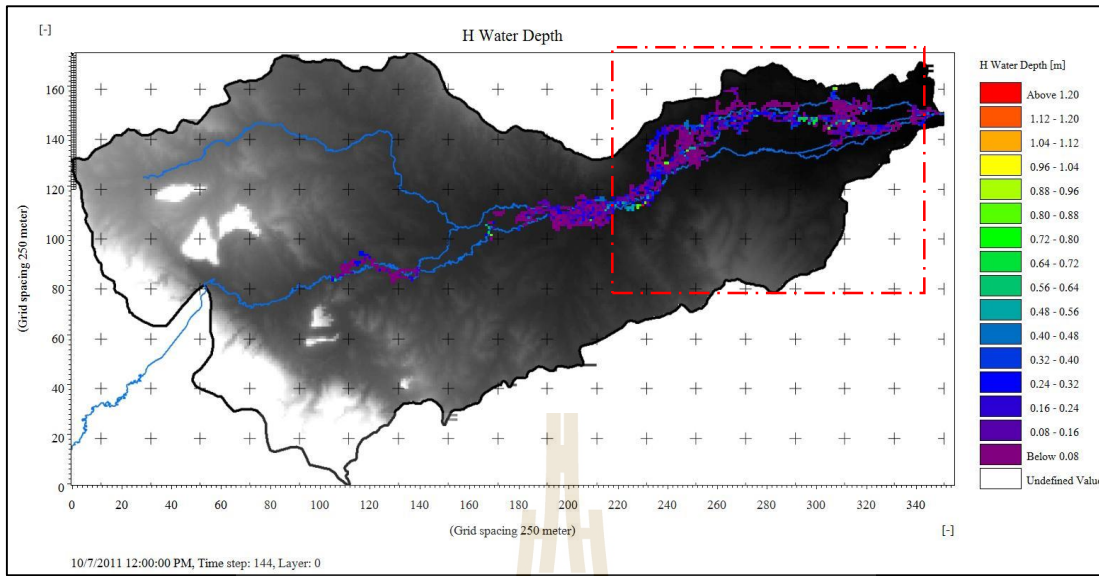 [-]
H Water Depth
H Water Depth [m]
Above 1.20
1.12 - 1.20
1.04 - 1.12
0.96 - 1.04
0.88 - 0.96
0.80 - 0.88
0.72 - 0.80
0.64 - 0.72
0.56 - 0.64
0.48 - 0.56
0.40 - 0.48
0.32 - 0.40
0.24 - 0.32
0.16 - 0.24
0.08 - 0.16
Below 0.08
Undefined Value
(Grid spacing 250 meter)
160
140
120
100
80
60
40
20
0
0 20 40 60 80 100 120 140 160 180 200 220 240 260 280 300 320 340
(Grid spacing 250 meter)
[-]
10/7/2011 12:00:00 PM, Time step: 144, Layer: 0